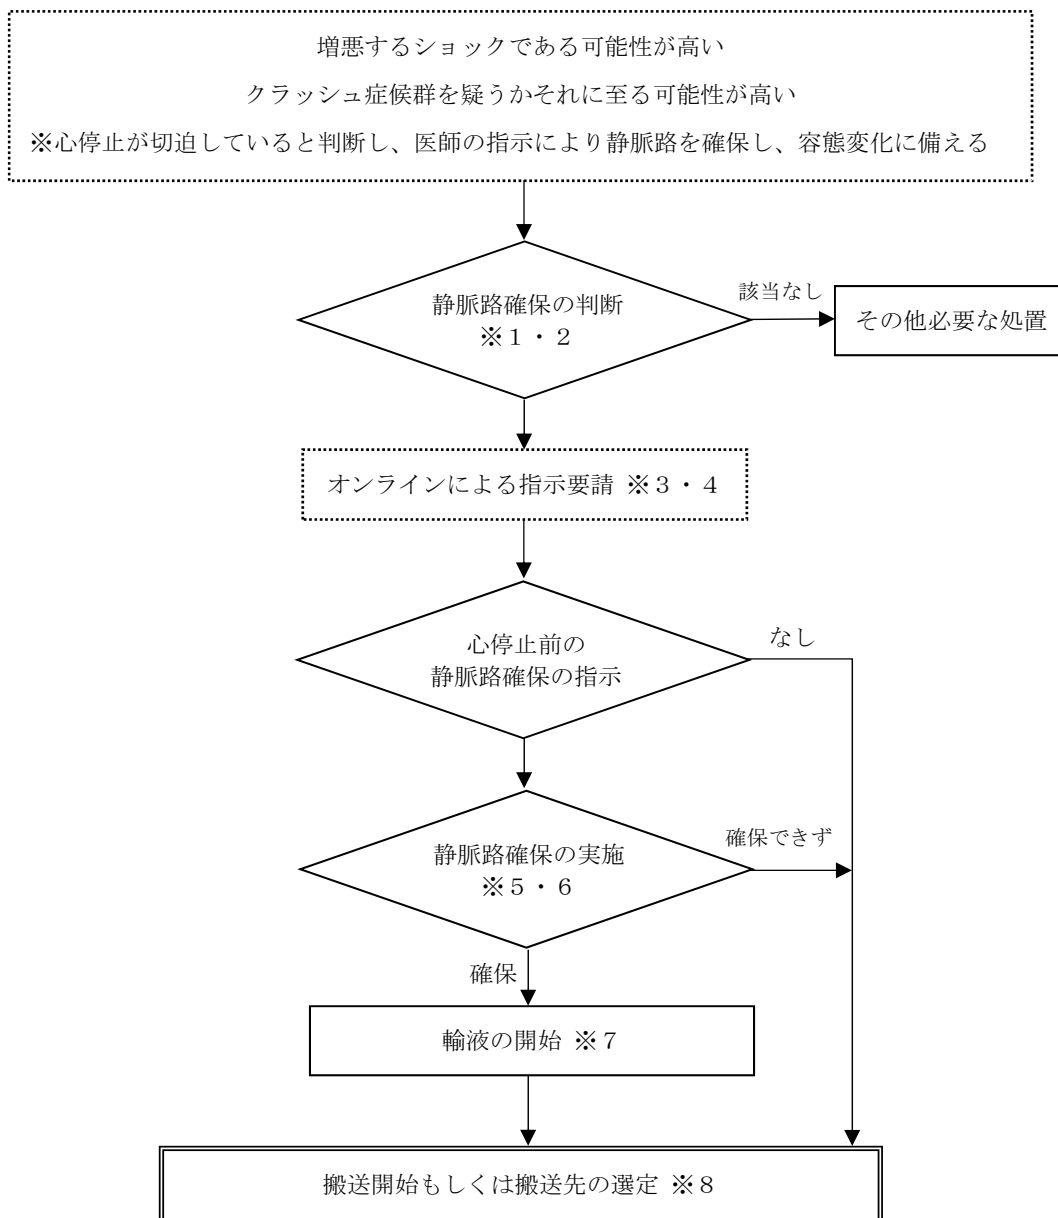 増悪するショックである可能性が高い
クラッシュ症候群を疑うかそれに至る可能性が高い
※心停止が切迫していると判断し、医師の指示により静脈路を確保し、容態変化に備える
静脈路確保の判断
※１・２
該当なし
その他必要な処置
オンラインによる指示要請 ※３・４
心停止前の
静脈路確保の指示
なし
静脈路確保の実施
※５・６
確保できず
確保
輸液の開始 ※７
搬送開始もしくは搬送先の選定 ※８